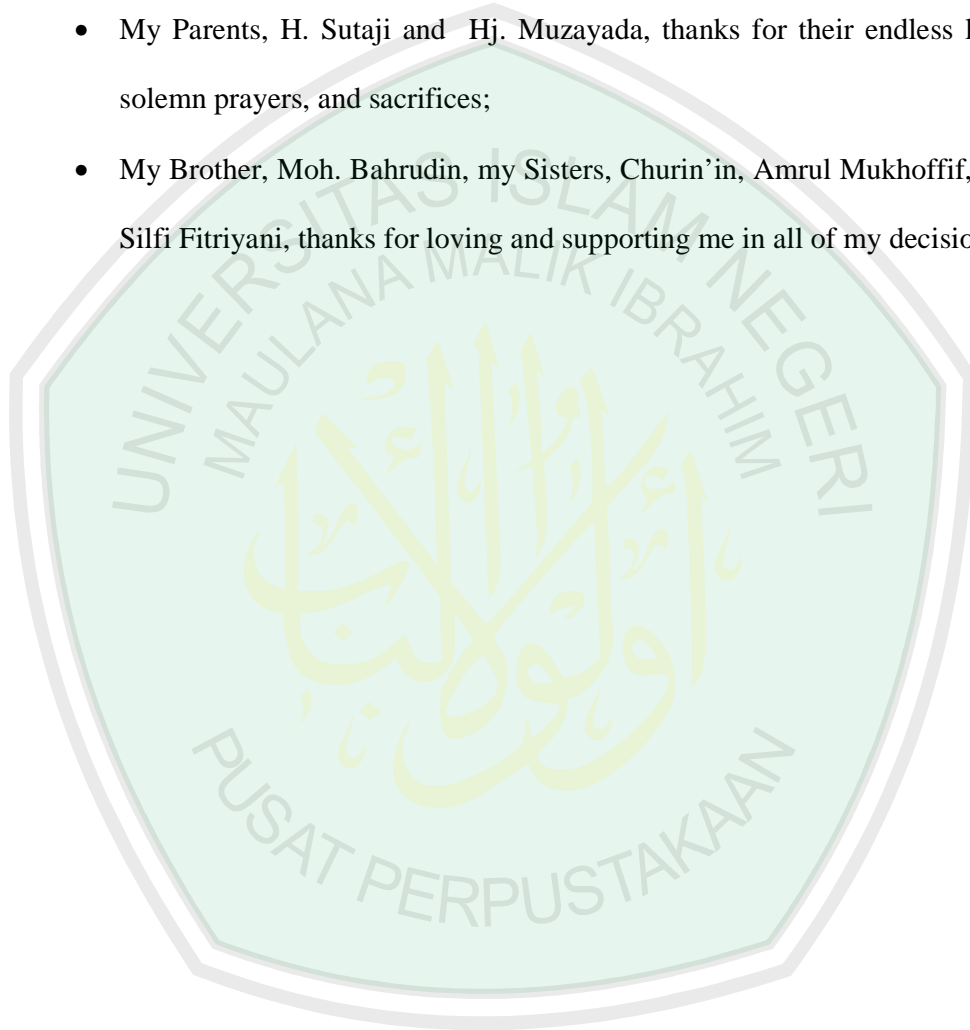 • My Parents, H. Sutaji and Hj. Muzayada, thanks for their endless
solemn prayers, and sacrifices;
• My Brother, Moh. Bahrudin, my Sisters, Churin’in, Amrul Mukhoffif,
Silfi Fitriyani, thanks for loving and supporting me in all of my
UNIVERSITAS ISLAM NEGERI
MAULANA MALIK IBRAHIM
أولوا الألباب
PUSAT PERPUSTAKAAN